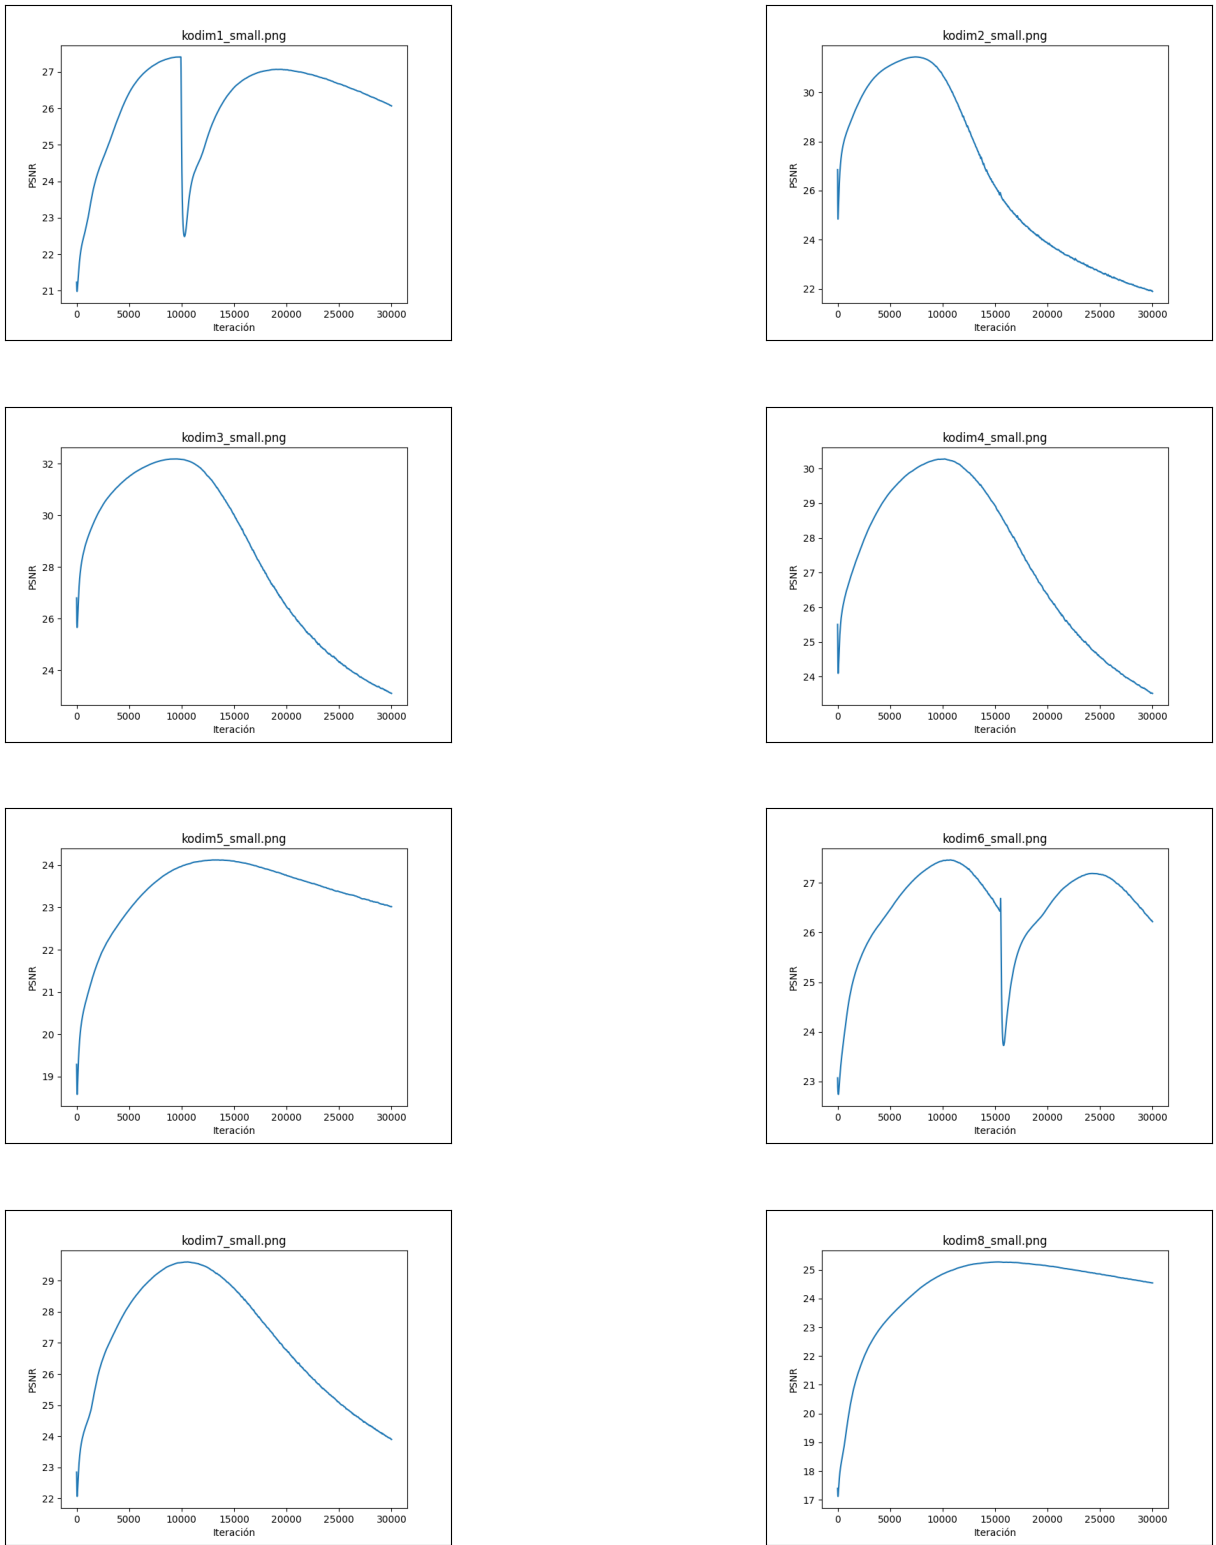 kodim1_small.png
27
26
25
24
23
22
21
PSNR
0 5000 10000 15000 20000 25000 30000
Iteración
kodim2_small.png
30
28
26
24
22
PSNR
0 5000 10000 15000 20000 25000 30000
Iteración
kodim3_small.png
32
30
28
26
24
PSNR
0 5000 10000 15000 20000 25000 30000
Iteración
kodim4_small.png
30
29
28
27
26
25
24
PSNR
0 5000 10000 15000 20000 25000 30000
Iteración
kodim5_small.png
24
23
22
21
20
19
PSNR
0 5000 10000 15000 20000 25000 30000
Iteración
kodim6_small.png
27
26
25
24
23
PSNR
0 5000 10000 15000 20000 25000 30000
Iteración
kodim7_small.png
29
28
27
26
25
24
23
22
PSNR
0 5000 10000 15000 20000 25000 30000
Iteración
kodim8_small.png
25
24
23
22
21
20
19
18
17
PSNR
0 5000 10000 15000 20000 25000 30000
Iteración